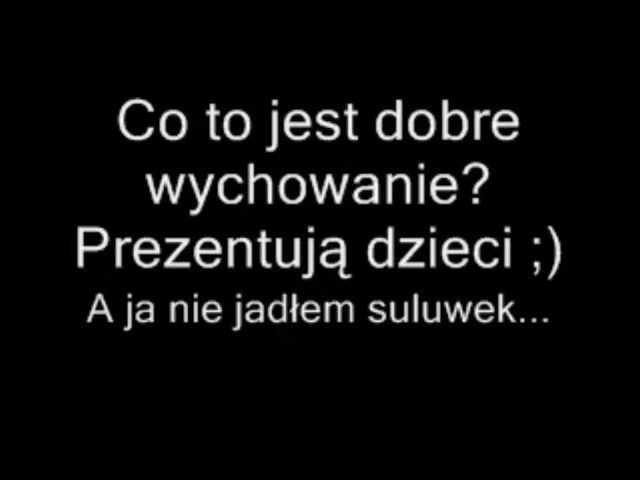 Co to jest dobre
wychowanie?
Prezentują dzieci ;)
A ja nie jadłem suluwek...